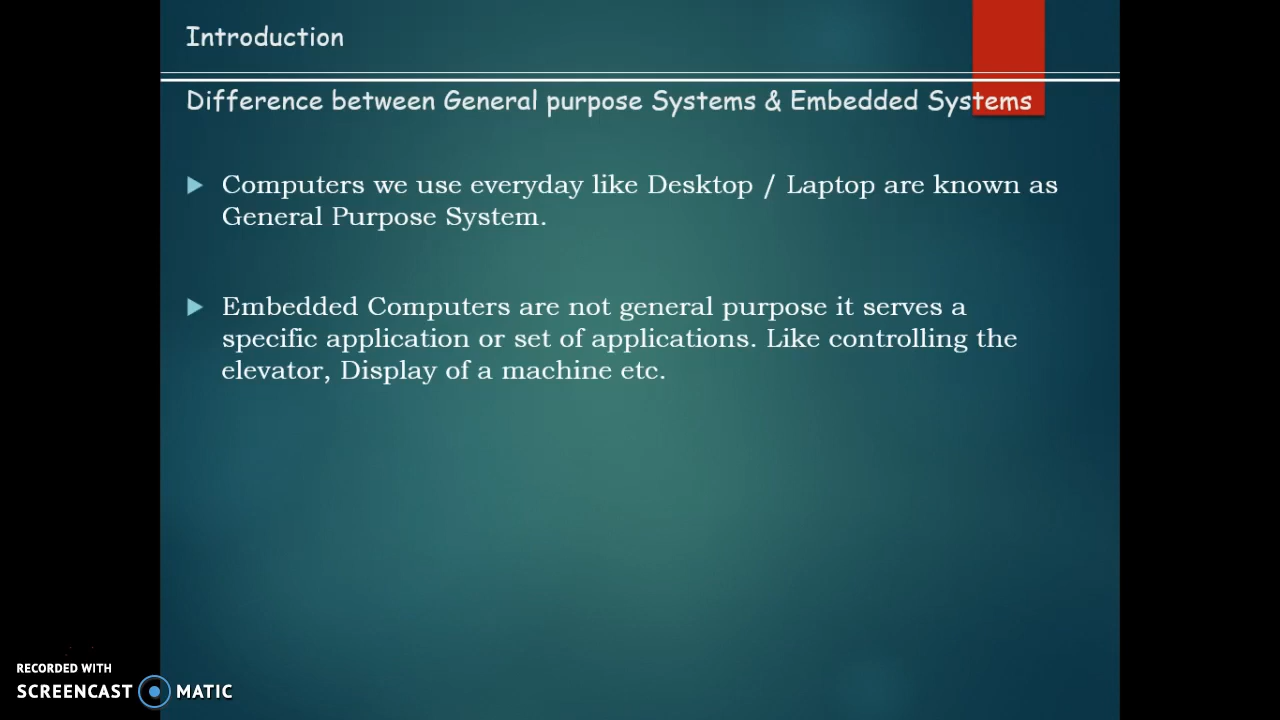 Introduction
Difference between General purpose Systems & Embedded Systems
Computers we use everyday like Desktop / Laptop are known as
General Purpose System.
Embedded Computers are not general purpose it serves a
specific application or set of applications. Like controlling the
elevator, Display of a machine etc.
RECORDED WITH
SCREENCAST MATIC